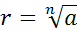 r = ⁿ√a